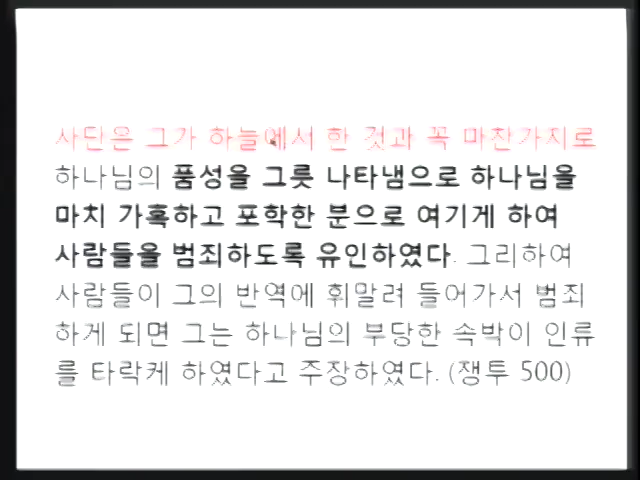 사단은 그가 하늘에서 한 것과 꼭 마찬가지로
하나님의 품성을 그릇 나타냄으로 하나님을
마치 가혹하고 포학한 분으로 여기게 하여
사람들을 범죄하도록 유인하였다. 그리하여
사람들이 그의 반역에 휘말려 들어가서 범죄
하게 되면 그는 하나님의 부당한 속박이 인류
를 타락케 하였다고 주장하였다. (쟁투 500)